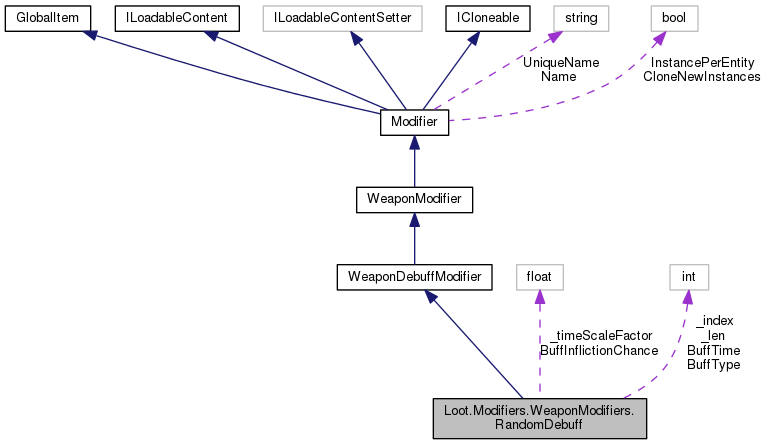 GlobalItem
ILoadableContent
ILoadableContentSetter
ICloneable
string
bool
UniqueName
Name
InstancePerEntity
CloneNewInstances
Modifier
WeaponModifier
WeaponDebuffModifier
float
int
_timeScaleFactor
BuffInflictionChance
_index
_len
BuffTime
BuffType
Loot.Modifiers.WeaponModifiers.
RandomDebuff